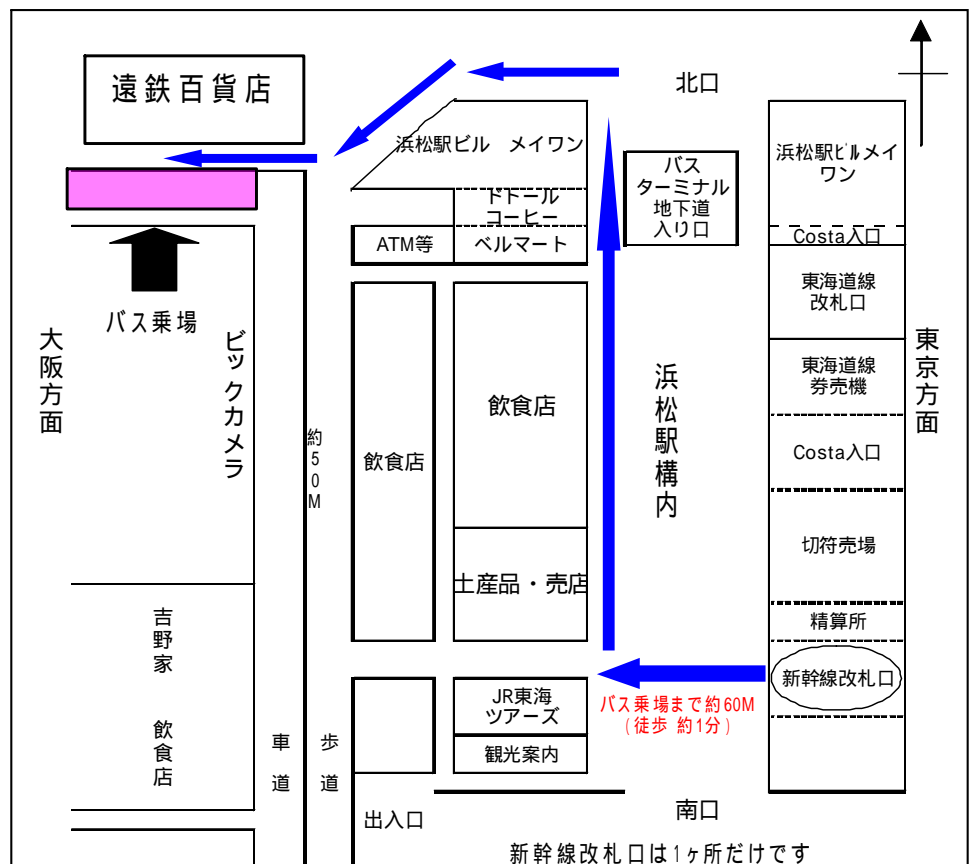 遠鉄百貨店
北口
浜松駅ビル メイワン
バス
ターミナル
地下道
入り口
浜松駅ビルメイ
ワン
ドトール
コーヒー
ATM等
ベルマート
Costa入口
東海道線
改札口
バス乗場
大阪方面
ビックカメラ
約50M
飲食店
飲食店
浜松駅構内
東海道線
券売機
東京方面
Costa入口
切符売場
土産品・売店
精算所
新幹線改札口
吉野家
飲食店
JR東海
ツアーズ
観光案内
バス乗場まで約60M
(徒歩 約1分)
車道
歩道
出入口
南口
新幹線改札口は1ヶ所だけです